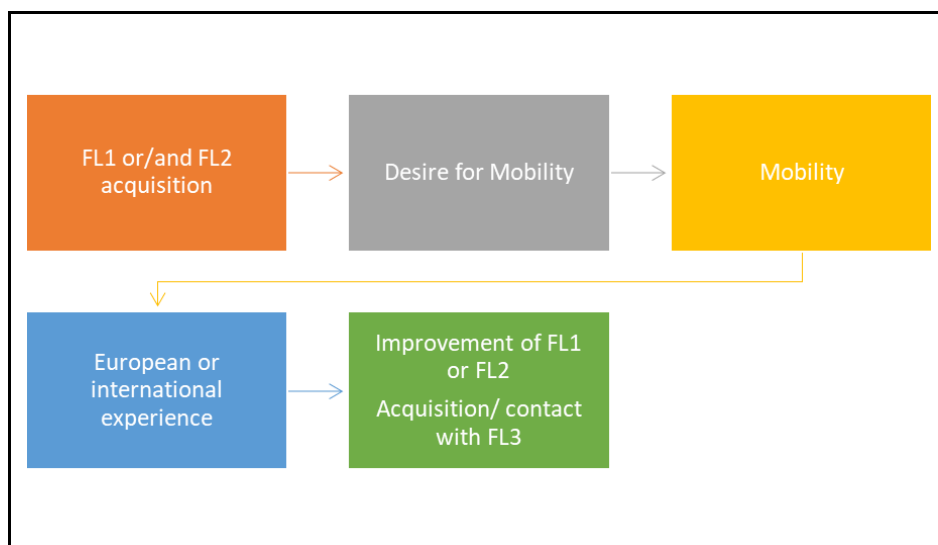 FL1 or/and FL2
acquisition
Desire for Mobility
Mobility
European or
international
experience
Improvement of FL1
or FL2
Acquisition/ contact
with FL3